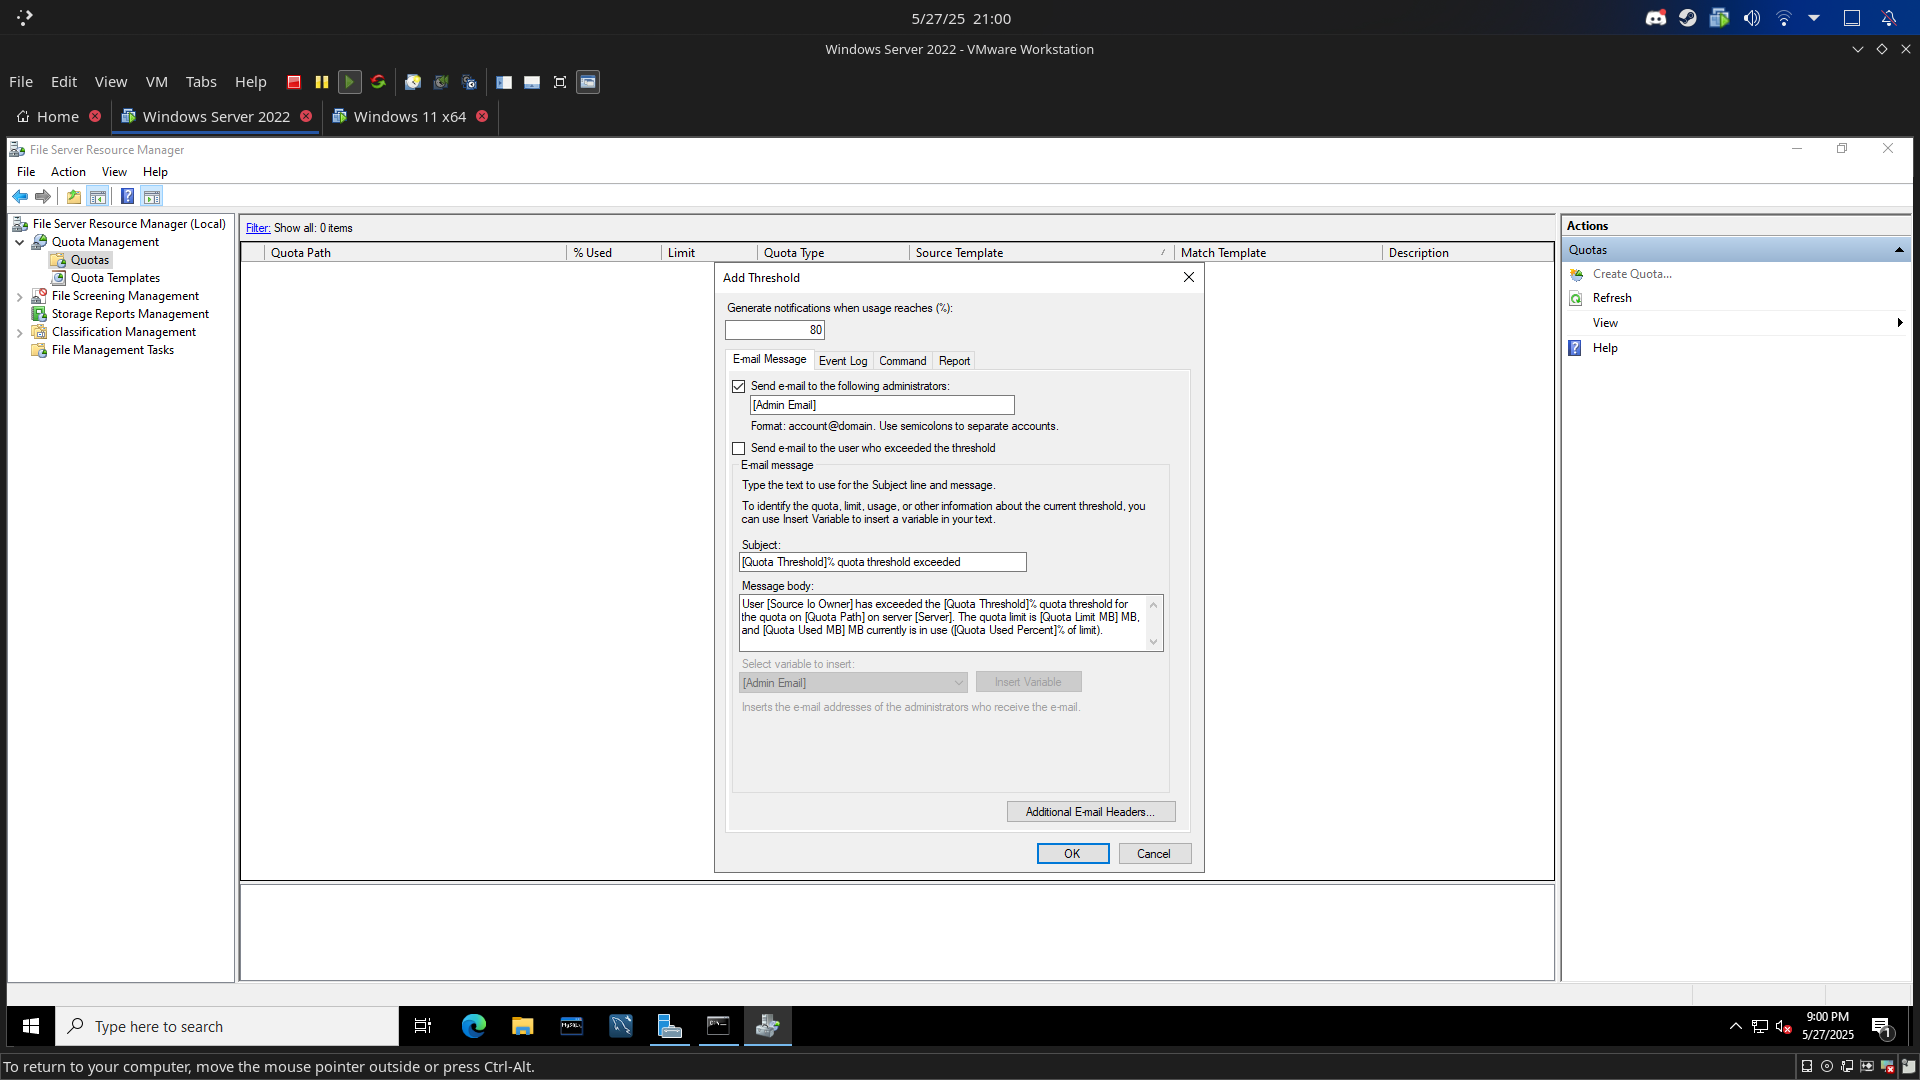 5/27/25 21:00
Windows Server 2022 - VMware Workstation
File Edit View VM Tabs Help
Home Windows Server 2022 Windows 11 x64
File Server Resource Manager
File Action View Help
File Server Resource Manager (Local)
Quota Management
Quotas
Quota Templates
File Screening Management
Storage Reports Management
Classification Management
File Management Tasks
Filter: Show all: 0 items
Quota Path % Used Limit Quota Type Source Template Match Template Description
Add Threshold
Generate notifications when usage reaches (%):
80
E-mail Message Event Log Command Report
Send e-mail to the following administrators:
[Admin Email]
Format: account@domain. Use semicolons to separate accounts.
Send e-mail to the user who exceeded the threshold
E-mail message
Type the text to use for the Subject line and message.
To identify the quota, limit, usage, or other information about the current threshold, you
can use Insert Variable to insert a variable in your text.
Subject:
[Quota Threshold]% quota threshold exceeded
Message body:
User [Source Io Owner] has exceeded the [Quota Threshold]% quota threshold for
the quota on [Quota Path] on server [Server]. The quota limit is [Quota Limit MB] MB,
and [Quota Used MB] MB currently is in use ([Quota Used Percent]% of limit).
Select variable to insert:
[Admin Email] Insert Variable
Inserts the e-mail addresses of the administrators who receive the e-mail.
Additional E-mail Headers...
OK Cancel
Actions
Quotas
Create Quota...
Refresh
View
Help
Type here to search
MySQL
9:00 PM
5/27/2025
1
To return to your computer, move the mouse pointer outside or press Ctrl-Alt.